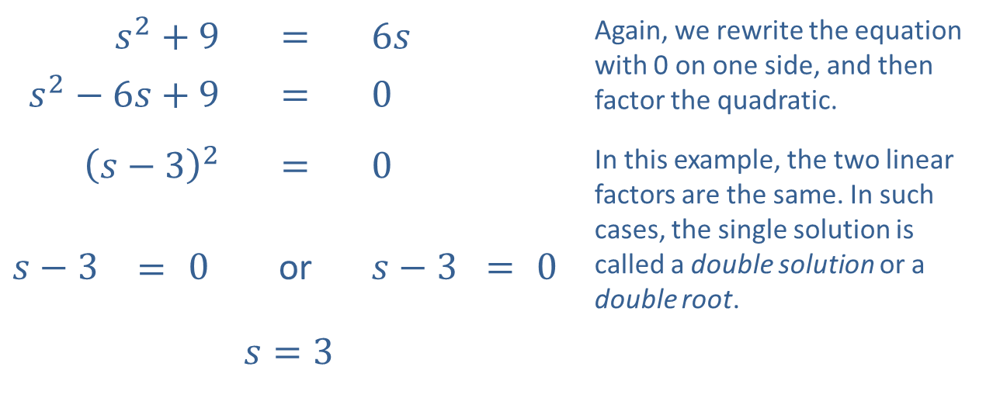 s² + 9 = 6s
s² − 6s + 9 = 0
(s − 3)² = 0
s − 3 = 0 or s − 3 = 0
s = 3
Again, we rewrite the equation
with 0 on one side, and then
factor the quadratic.
In this example, the two linear
factors are the same. In such
cases, the single solution is
called a double solution or a
double root.